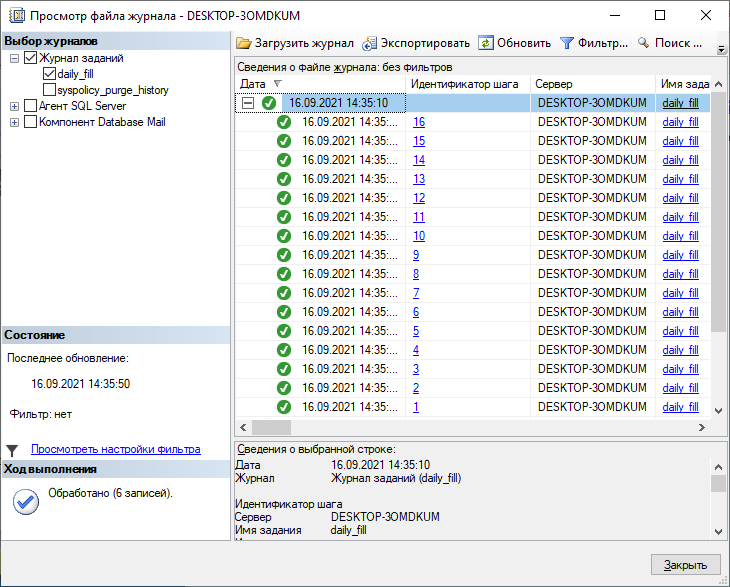 Просмотр файла журнала - DESKTOP-3OMDKUM
Выбор журналов
Журнал заданий
daily_fill
syspolicy_purge_history
Агент SQL Server
Компонент Database Mail
Состояние
Последнее обновление:
16.09.2021 14:35:50
Фильтр: нет
Просмотреть настройки фильтра
Ход выполнения
Обработано (6 записей).
Загрузить журнал Экспортировать Обновить Фильтр... Поиск ...
Сведения о файле журнала: без фильтров
Дата Идентификатор шага Сервер Имя зада
16.09.2021 14:35:10 DESKTOP-3OMDKUM daily_fill
16.09.2021 14:35:... 16 DESKTOP-3OMDKUM daily_fill
16.09.2021 14:35:... 15 DESKTOP-3OMDKUM daily_fill
16.09.2021 14:35:... 14 DESKTOP-3OMDKUM daily_fill
16.09.2021 14:35:... 13 DESKTOP-3OMDKUM daily_fill
16.09.2021 14:35:... 12 DESKTOP-3OMDKUM daily_fill
16.09.2021 14:35:... 11 DESKTOP-3OMDKUM daily_fill
16.09.2021 14:35:... 10 DESKTOP-3OMDKUM daily_fill
16.09.2021 14:35:... 9 DESKTOP-3OMDKUM daily_fill
16.09.2021 14:35:... 8 DESKTOP-3OMDKUM daily_fill
16.09.2021 14:35:... 7 DESKTOP-3OMDKUM daily_fill
16.09.2021 14:35:... 6 DESKTOP-3OMDKUM daily_fill
16.09.2021 14:35:... 5 DESKTOP-3OMDKUM daily_fill
16.09.2021 14:35:... 4 DESKTOP-3OMDKUM daily_fill
16.09.2021 14:35:... 3 DESKTOP-3OMDKUM daily_fill
16.09.2021 14:35:... 2 DESKTOP-3OMDKUM daily_fill
16.09.2021 14:35:... 1 DESKTOP-3OMDKUM daily_fill
Сведения о выбранной строке:
Дата 16.09.2021 14:35:10
Журнал Журнал заданий (daily_fill)
Идентификатор шага
Сервер DESKTOP-3OMDKUM
Имя задания daily_fill
Закрыть